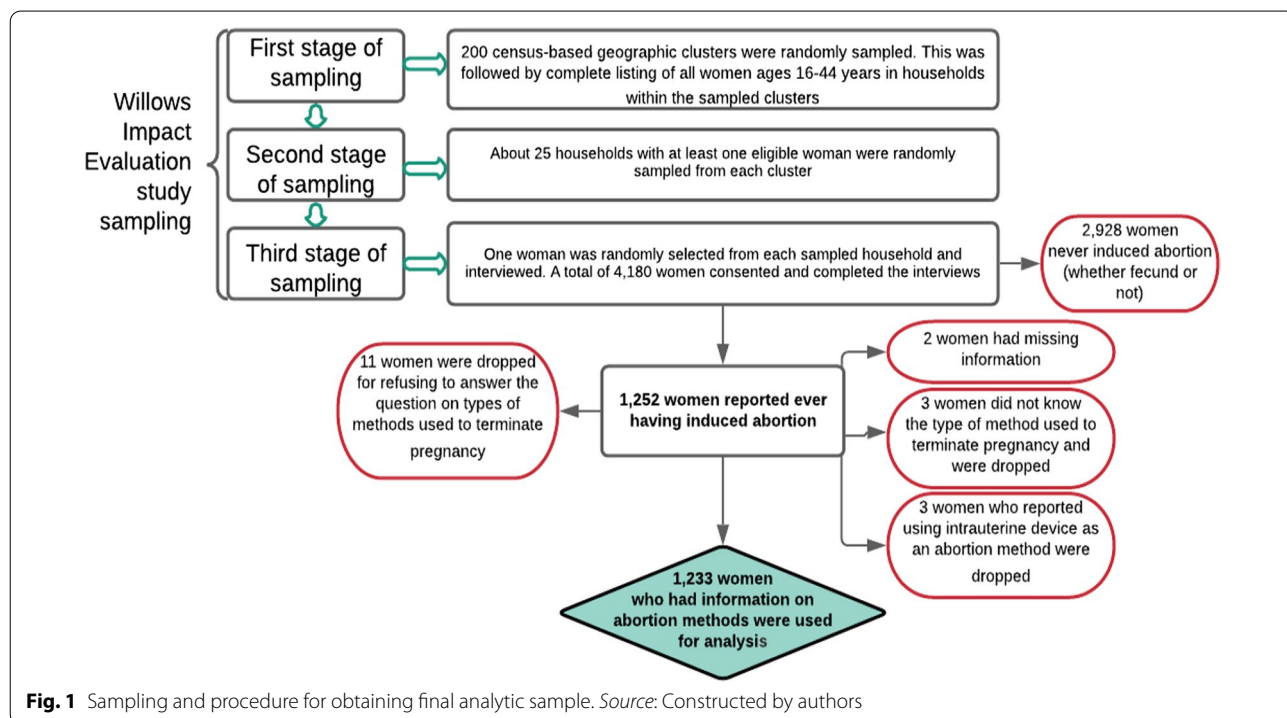 Willows
Impact
Evaluation
study
sampling
First stage of
sampling
200 census-based geographic clusters were randomly sampled. This was
followed by complete listing of all women ages 16-44 years in households
within the sampled clusters
Second stage
of sampling
About 25 households with at least one eligible woman were randomly
sampled from each cluster
Third stage of
sampling
One woman was randomly selected from each sampled household and
interviewed. A total of 4,180 women consented and completed the interviews
2,928 women
never induced abortion
(whether fecund or
not)
11 women were dropped
for refusing to answer the
question on types of
methods used to terminate
pregnancy
1,252 women reported ever
having induced abortion
2 women had missing
information
3 women did not know
the type of method used to
terminate pregnancy and
were dropped
3 women who reported
using intrauterine device as
an abortion method were
dropped
1,233 women
who had information on
abortion methods were used
for analysis
Fig. 1 Sampling and procedure for obtaining final analytic sample. Source: Constructed by authors